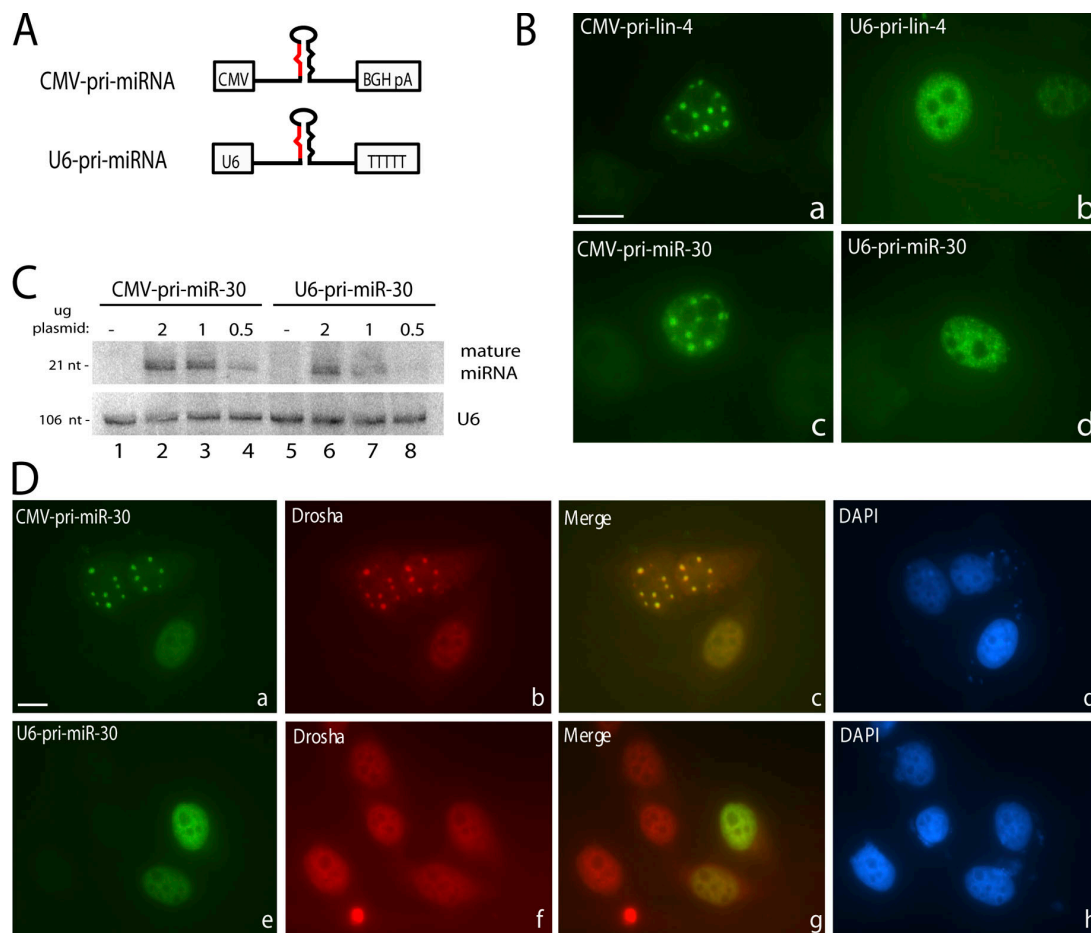 A
CMV-pri-miRNA
CMV
BGH pA
U6-pri-miRNA
U6
TTTTT
B
CMV-pri-lin-4
a
U6-pri-lin-4
b
CMV-pri-miR-30
c
U6-pri-miR-30
d
C
CMV-pri-miR-30 U6-pri-miR-30
ug
plasmid: - 2 1 0.5 - 2 1 0.5
21 nt -
mature
miRNA
106 nt -
U6
1 2 3 4 5 6 7 8
D
CMV-pri-miR-30
a
Drosha
b
Merge
c
DAPI
d
U6-pri-miR-30
e
Drosha
f
Merge
g
DAPI
h